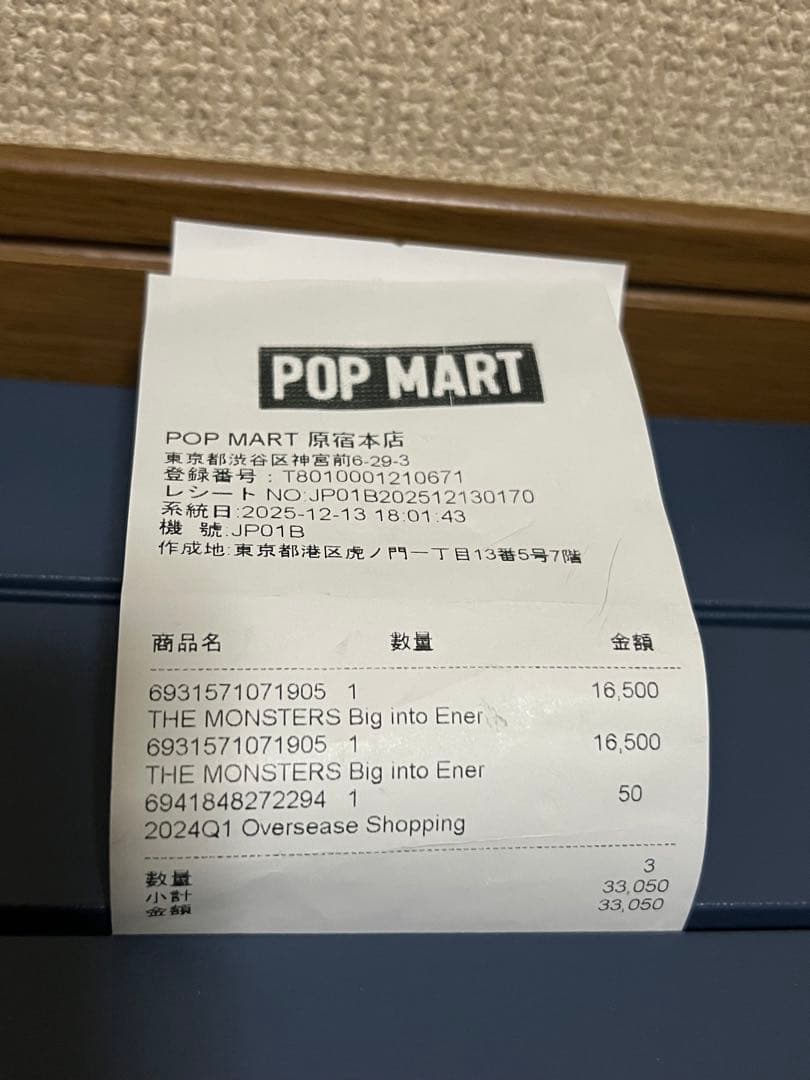 POP MART
POP MART 原宿本店
東京都渋谷区神宮前6-29-3
登録番号 : T8010001210671
レシート NO:JP01B202512130170
系統日:2025-12-13 18:01:43
機 號:JP01B
作成地:東京都港区虎ノ門一丁目13番5号7階
商品名 数量 金額
6931571071905 1 16,500
THE MONSTERS Big into Ener
6931571071905 1 16,500
THE MONSTERS Big into Ener
6941848272294 1 50
2024Q1 Oversease Shopping
数量 3
小計 33,050
金額 33,050